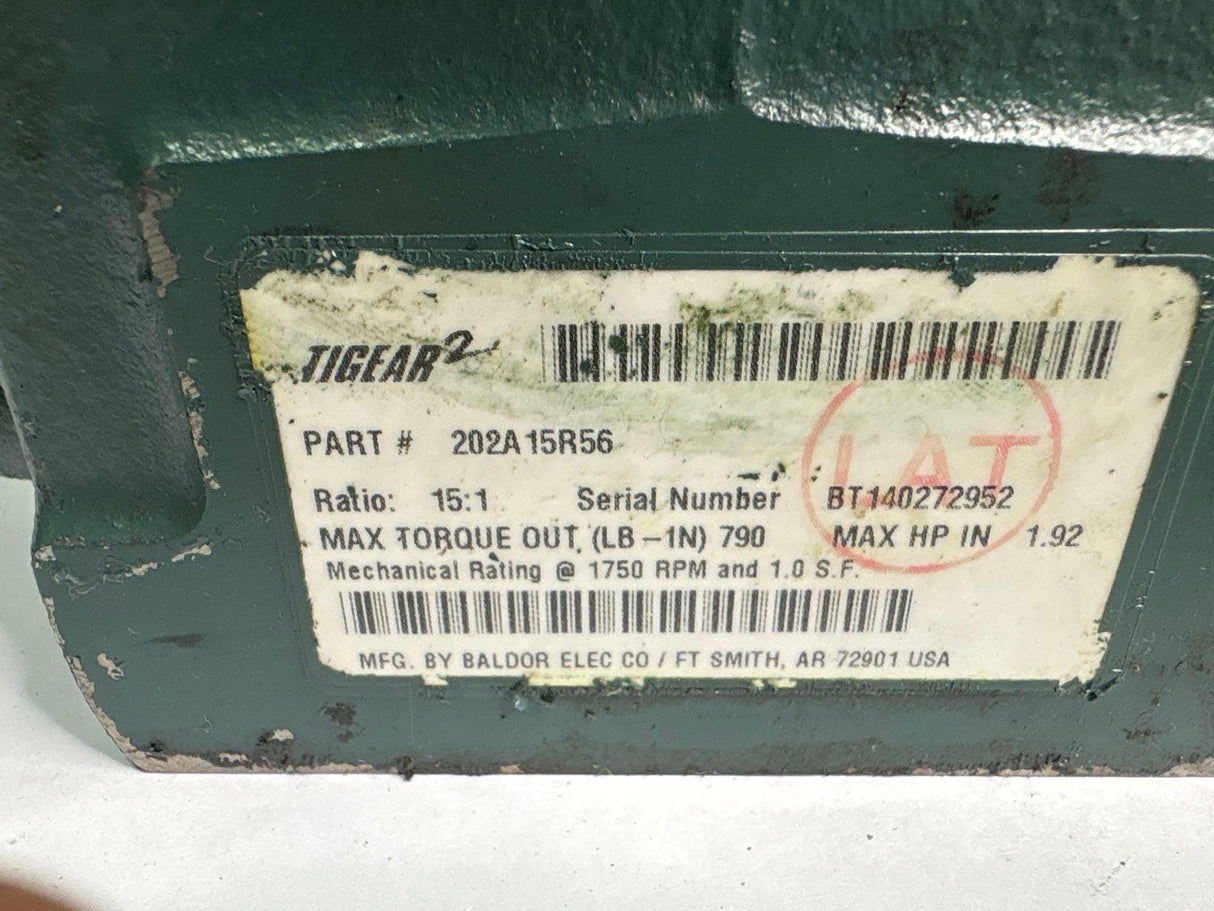 TIGEAR2
PART # 202A15R56
Ratio: 15:1 Serial Number BT140272952
MAX TORQUE OUT. (LB-1N) 790 MAX HP IN 1.92
Mechanical Rating @ 1750 RPM and 1.0 S.F.
MFG. BY BALDOR ELEC CO / FT SMITH, AR 72901 USA
LAT